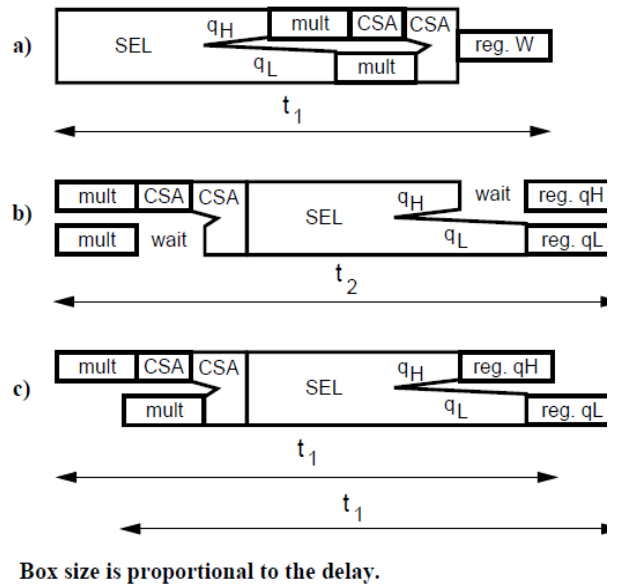 a)
SEL
qH
mult
CSA
CSA
qL
mult
reg. W
t1
b)
mult
CSA
CSA
mult
wait
SEL
qH
wait
reg. qH
qL
reg. qL
t2
c)
mult
CSA
CSA
mult
SEL
qH
reg. qH
qL
reg. qL
t1
t1
Box size is proportional to the delay.